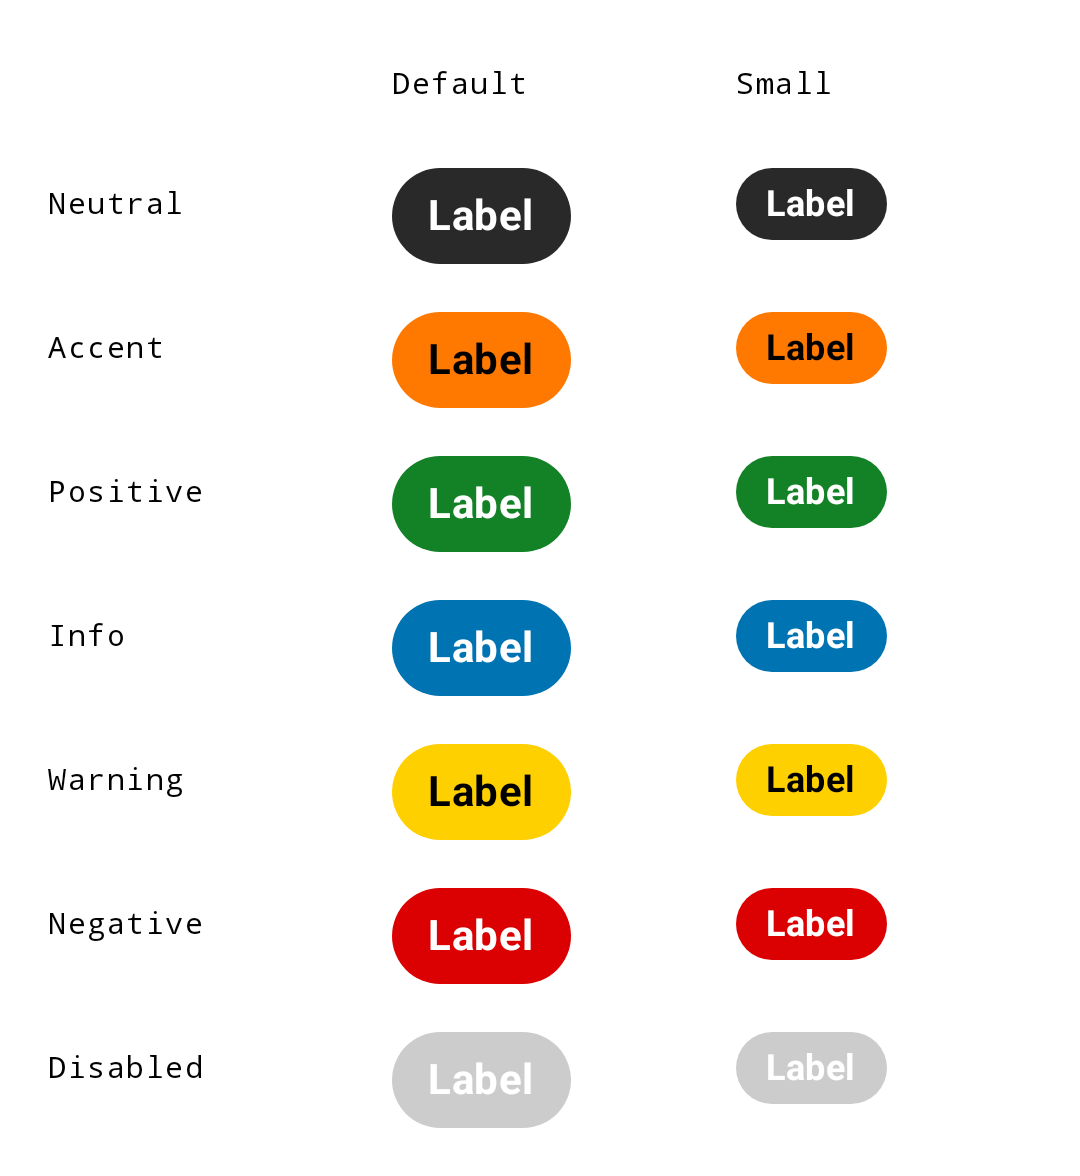 Default Small
Neutral Label Label
Accent Label Label
Positive Label Label
Info Label Label
Warning Label Label
Negative Label Label
Disabled Label Label